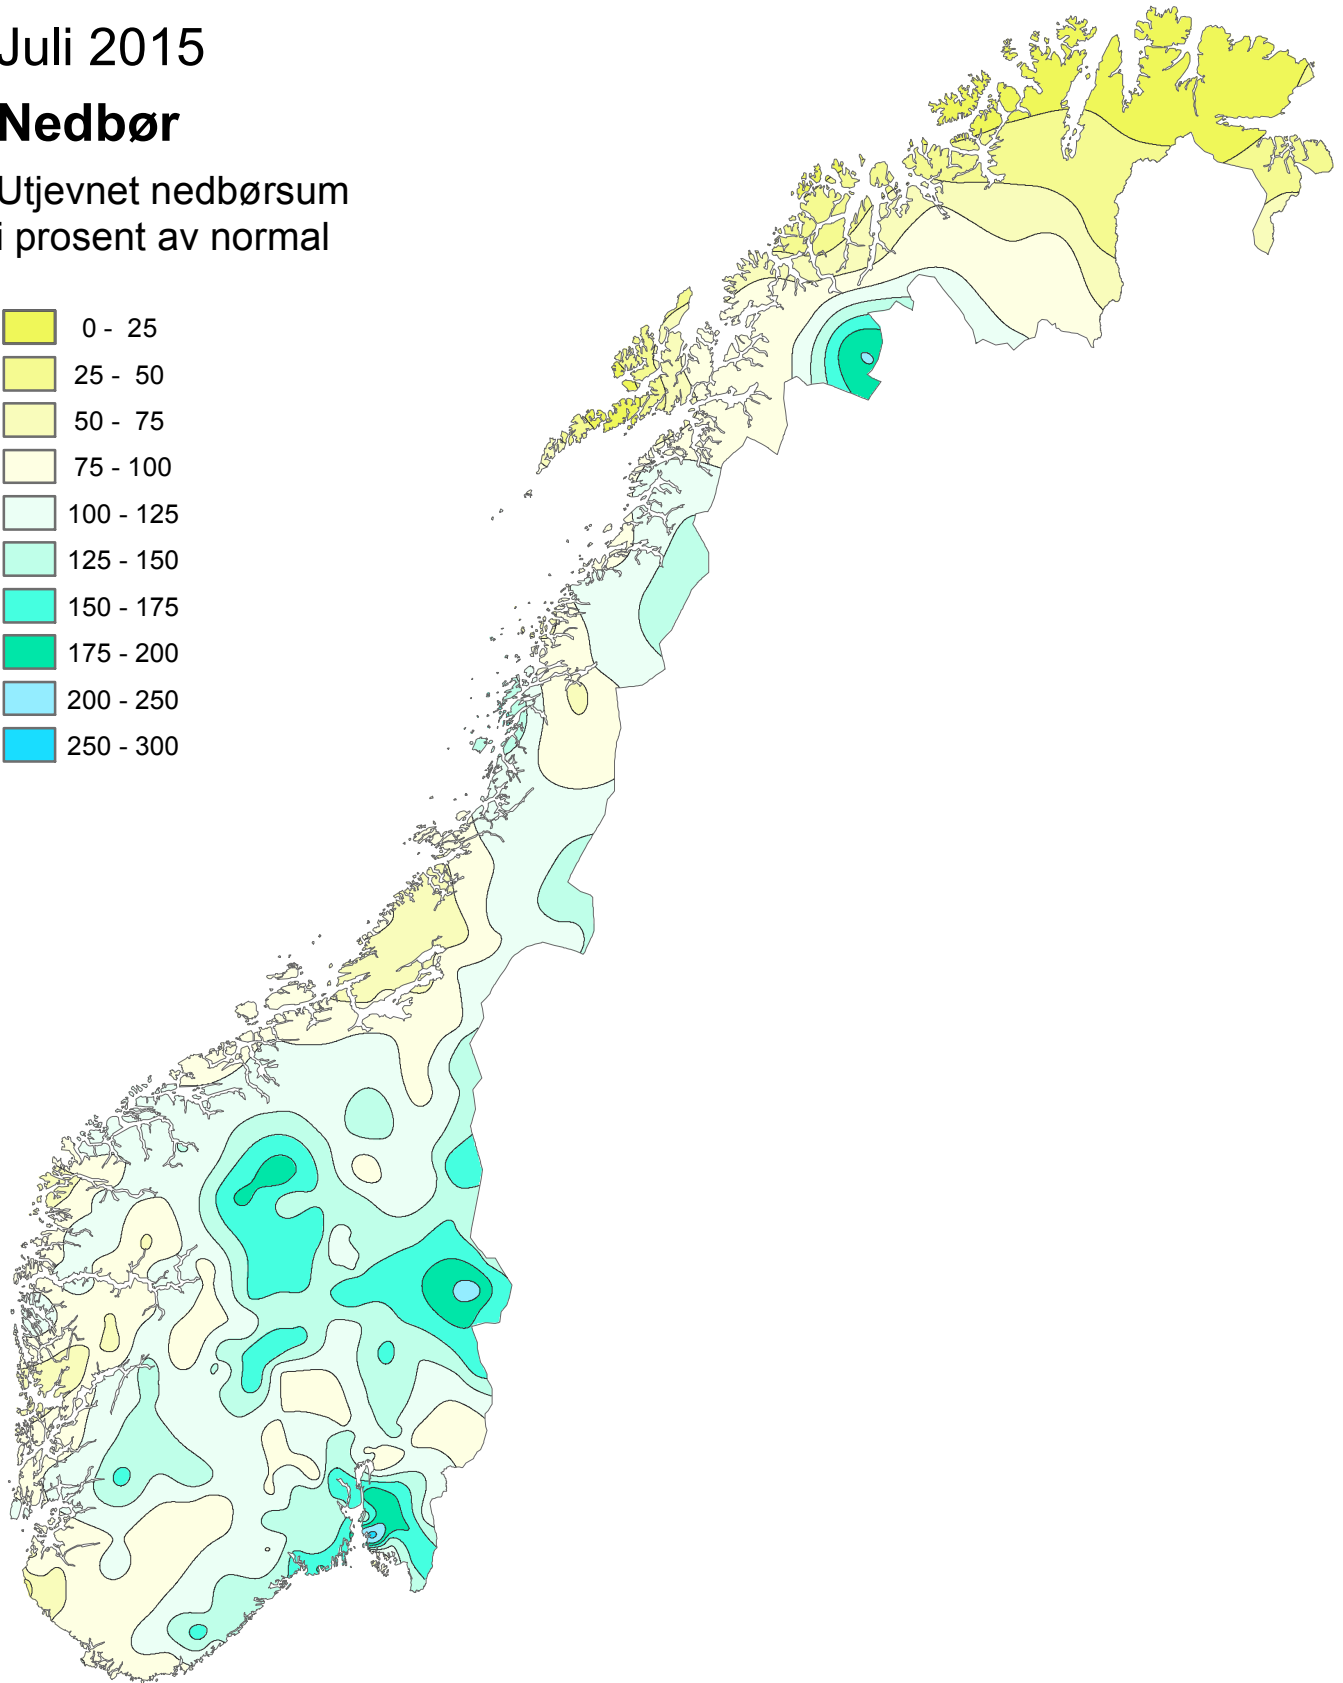 Juli 2015
Nedbør
Utjevnet nedbørsum
i prosent av normal
0 - 25
25 - 50
50 - 75
75 - 100
100 - 125
125 - 150
150 - 175
175 - 200
200 - 250
250 - 300